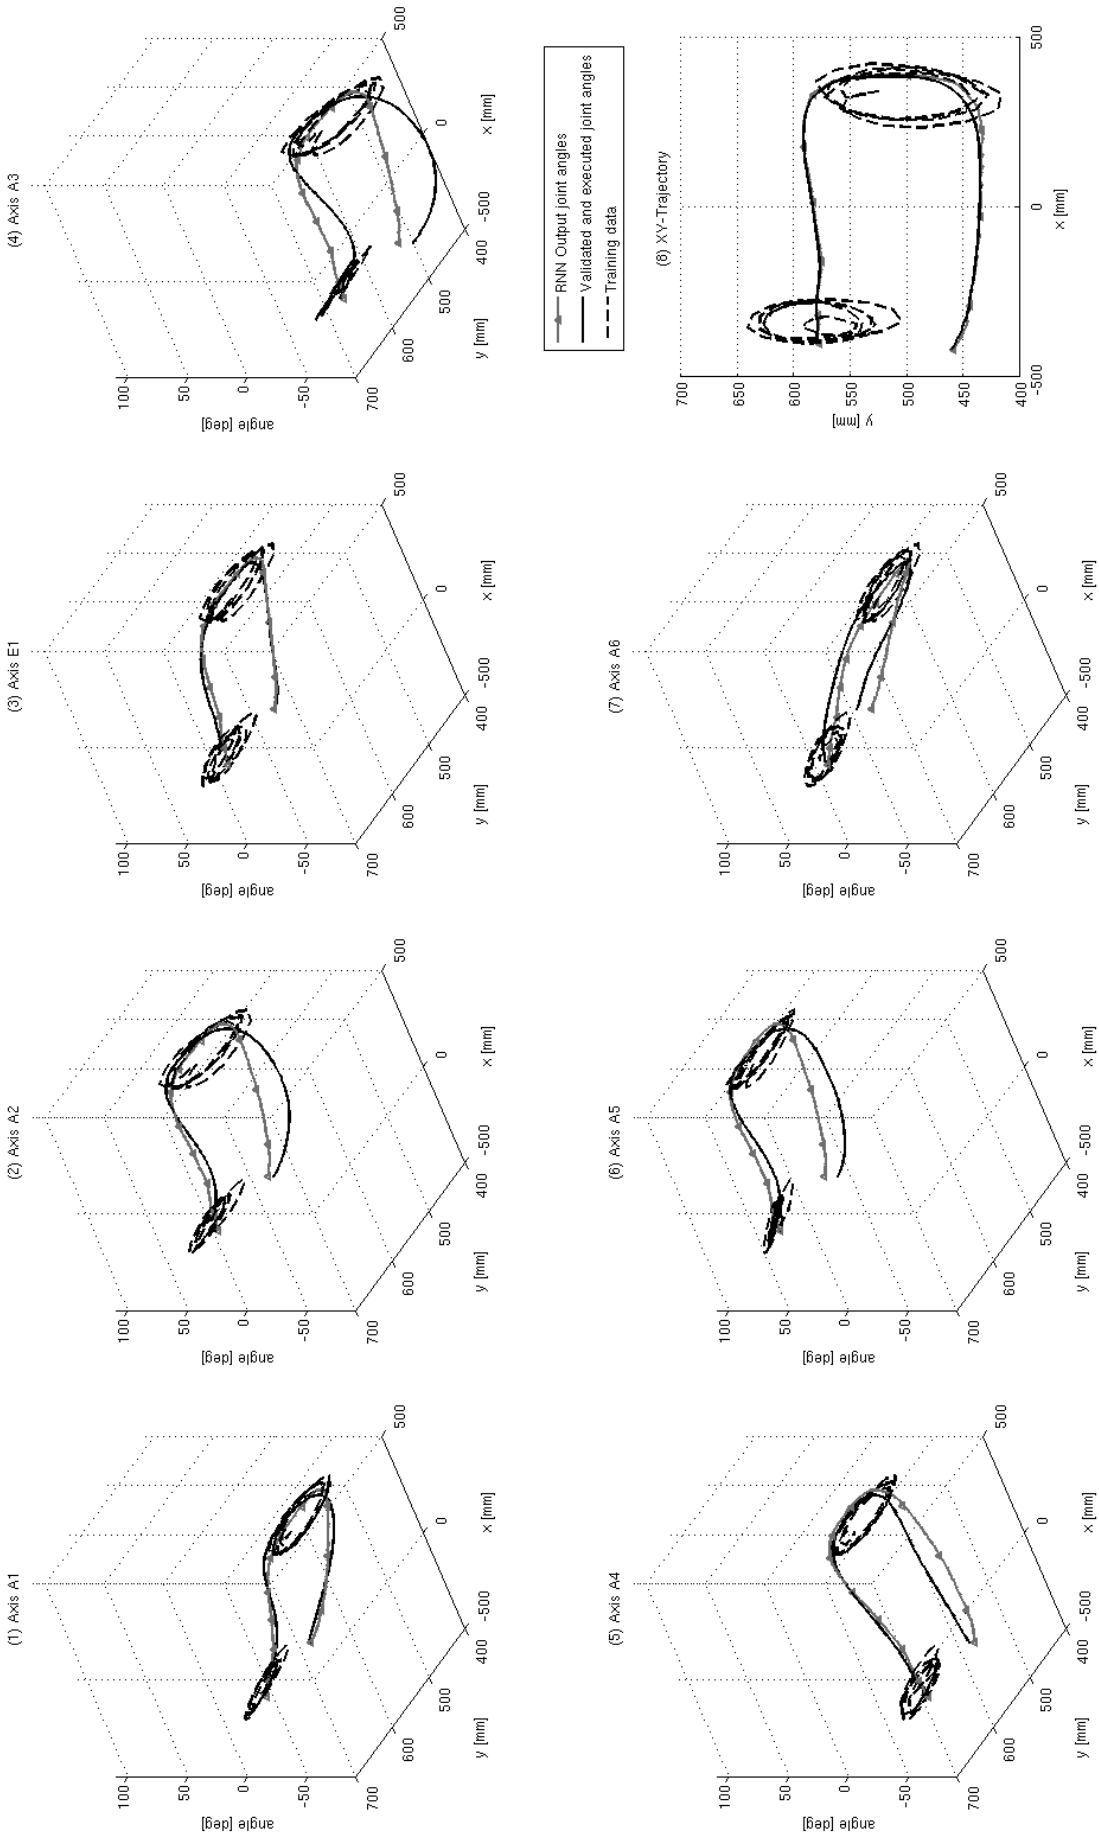 (1) Axis A1
100
50
0
-50
angle [deg]
700
600
500
400
y [mm]
-500
0
500
x [mm]
(2) Axis A2
100
50
0
-50
angle [deg]
700
600
500
400
y [mm]
-500
0
500
x [mm]
(3) Axis E1
100
50
0
-50
angle [deg]
700
600
500
400
y [mm]
-500
0
500
x [mm]
(4) Axis A3
100
50
0
-50
angle [deg]
700
600
500
400
y [mm]
-500
0
500
x [mm]
(5) Axis A4
100
50
0
-50
angle [deg]
700
600
500
400
y [mm]
-500
0
500
x [mm]
(6) Axis A5
100
50
0
-50
angle [deg]
700
600
500
400
y [mm]
-500
0
500
x [mm]
(7) Axis A6
100
50
0
-50
angle [deg]
700
600
500
400
y [mm]
-500
0
500
x [mm]
RNN Output joint angles
Validated and executed joint angles
Training data
(8) XY-Trajectory
700
650
600
550
500
450
400
y [mm]
-500
0
500
x [mm]